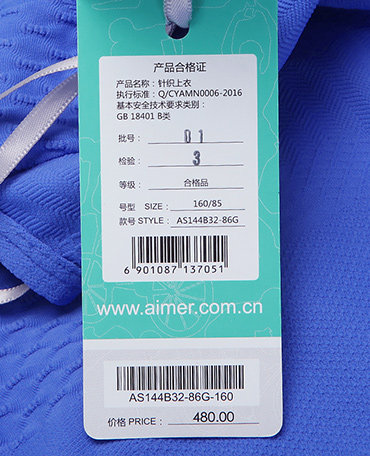 产品合格证
产品名称：针织上衣
执行标准：Q/CYAMN0006-2016
基本安全技术要求类别：
GB 18401 B类
批号 01
检验 3
等级： 合格品
号型 SIZE: 160/85
款号 STYLE: AS144B32-86G
6 901087 137051
www.aimer.com.cn
AS144B32-86G-160
价格 PRICE: 480.00